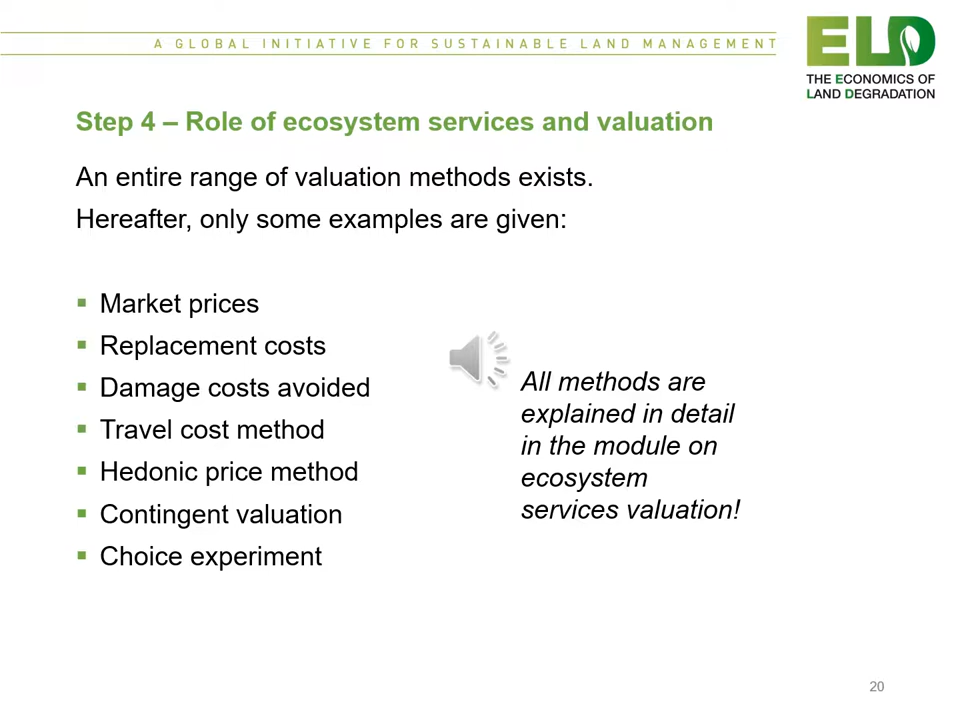 A GLOBAL INITIATIVE FOR SUSTAINABLE LAND MANAGEMENT
ELD
THE ECONOMICS OF
LAND DEGRADATION
Step 4 – Role of ecosystem services and valuation
An entire range of valuation methods exists.
Hereafter, only some examples are given:
▪ Market prices
▪ Replacement costs
▪ Damage costs avoided
▪ Travel cost method
▪ Hedonic price method
▪ Contingent valuation
▪ Choice experiment
All methods are
explained in detail
in the module on
ecosystem
services valuation!
20